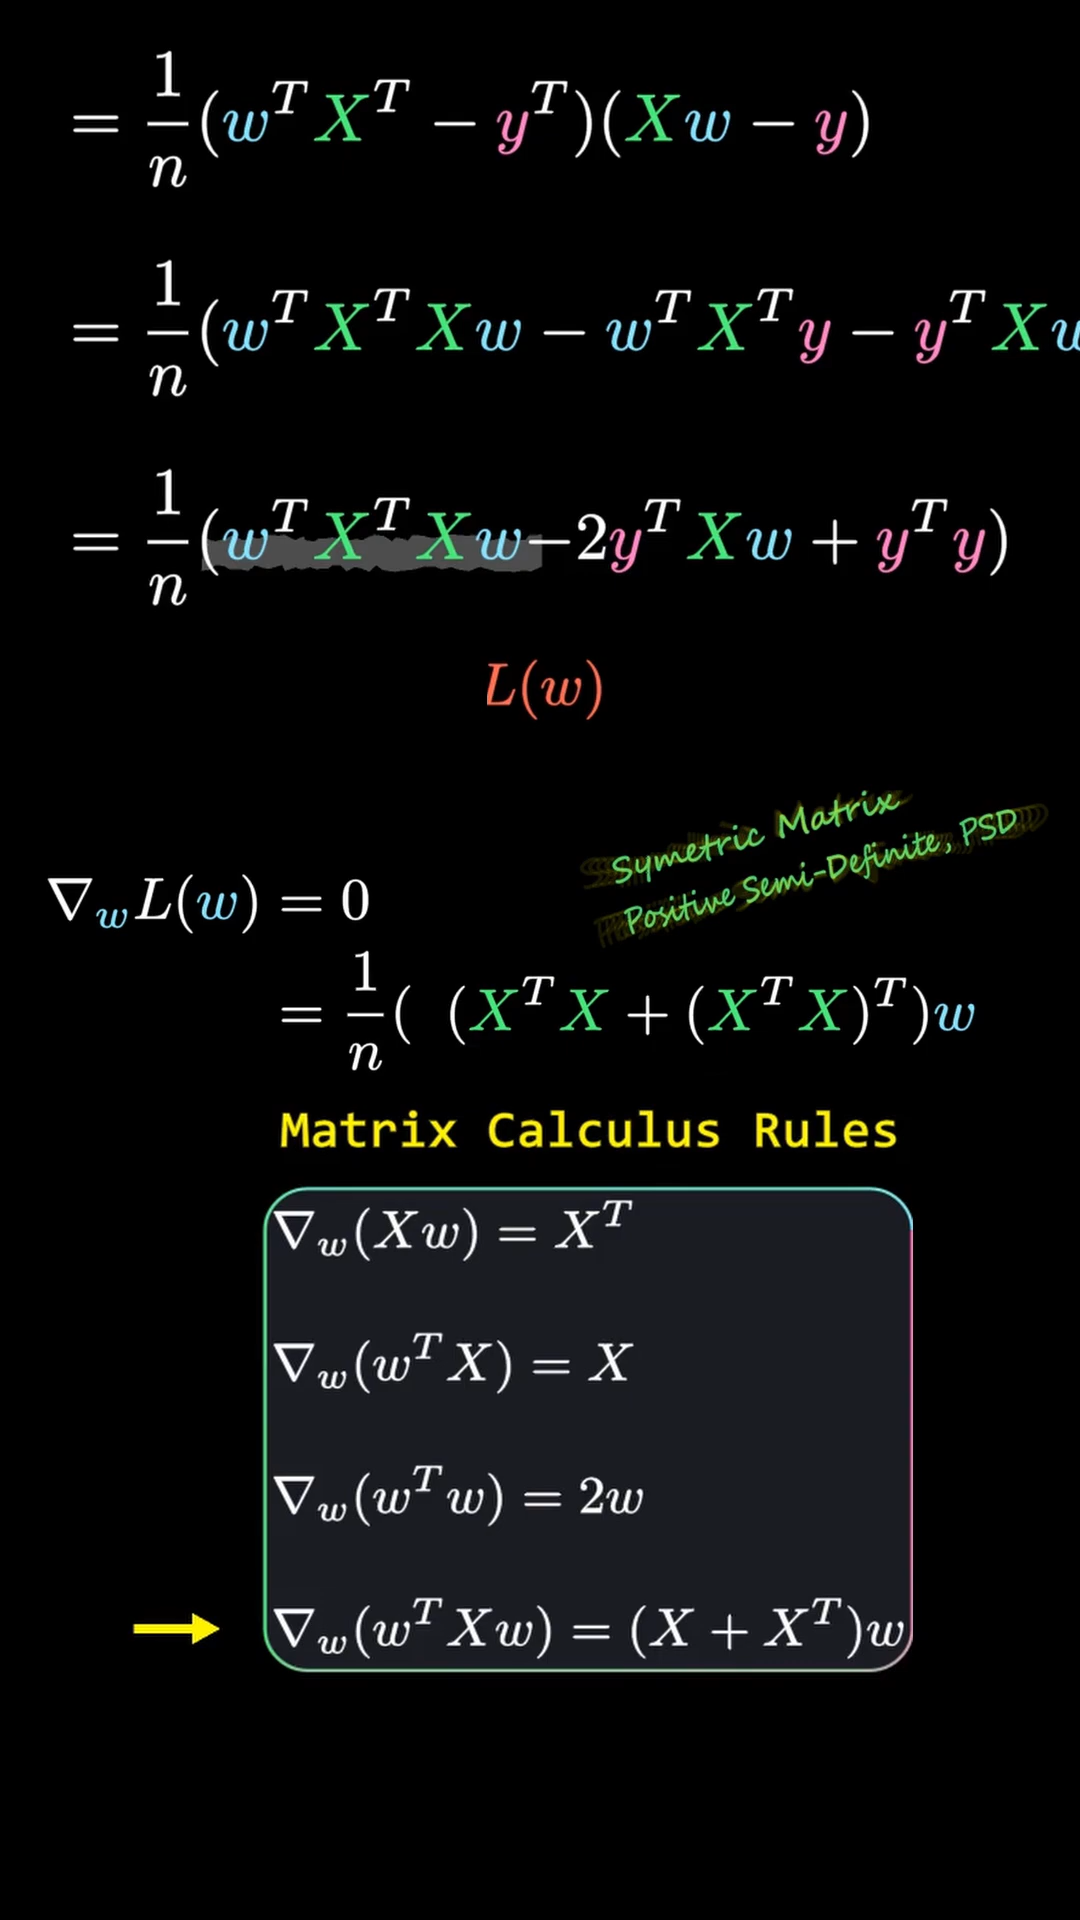 = 1/n (w^T X^T − y^T)(Xw − y)
= 1/n (w^T X^T Xw − w^T X^T y − y^T Xw
= 1/n (w^T X^T Xw −2y^T Xw + y^T y)
L(w)
Symetric Matrix
Positive Semi-Definite, PSD
∇_w L(w) = 0
= 1/n ( (X^T X + (X^T X)^T)w
Matrix Calculus Rules
∇_w(Xw) = X^T
∇_w(w^T X) = X
∇_w(w^T w) = 2w
∇_w(w^T Xw) = (X + X^T)w